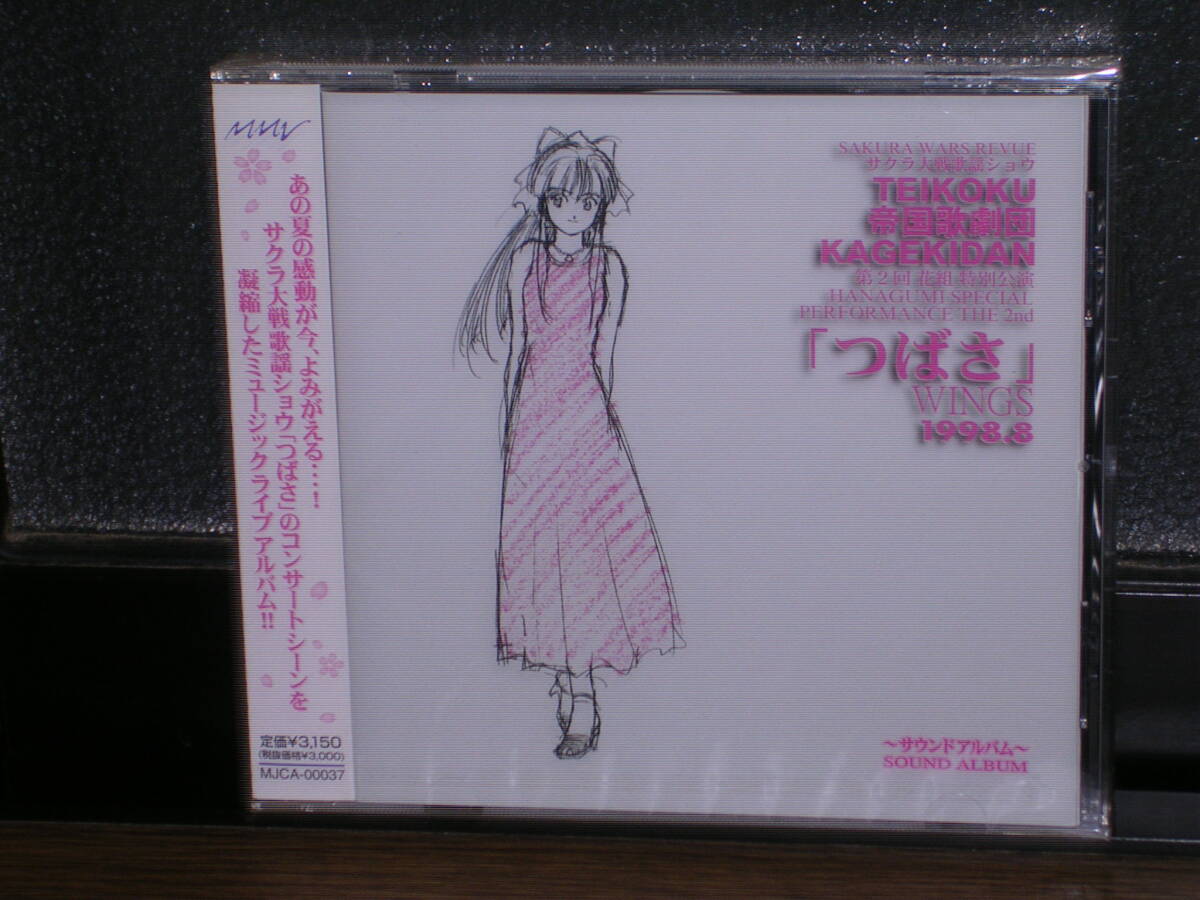 あの夏の感動が今、よみがえる…!
サクラ大戦歌謡ショウ「つばさ」のコンサートシーンを
凝縮したミュージックライブアルバム!!
定価¥3,150
(税抜価格¥3,000)
MJCA-00037
SAKURA WARS REVUE
サクラ大戦歌謡ショウ
TEIKOKU
帝国歌劇団
KAGEKIDAN
第2回 花組 特別公演
HANAGUMI SPECIAL
PERFORMANCE THE 2nd
「つばさ」
WINGS
1998.8
〜サウンドアルバム〜
SOUND ALBUM